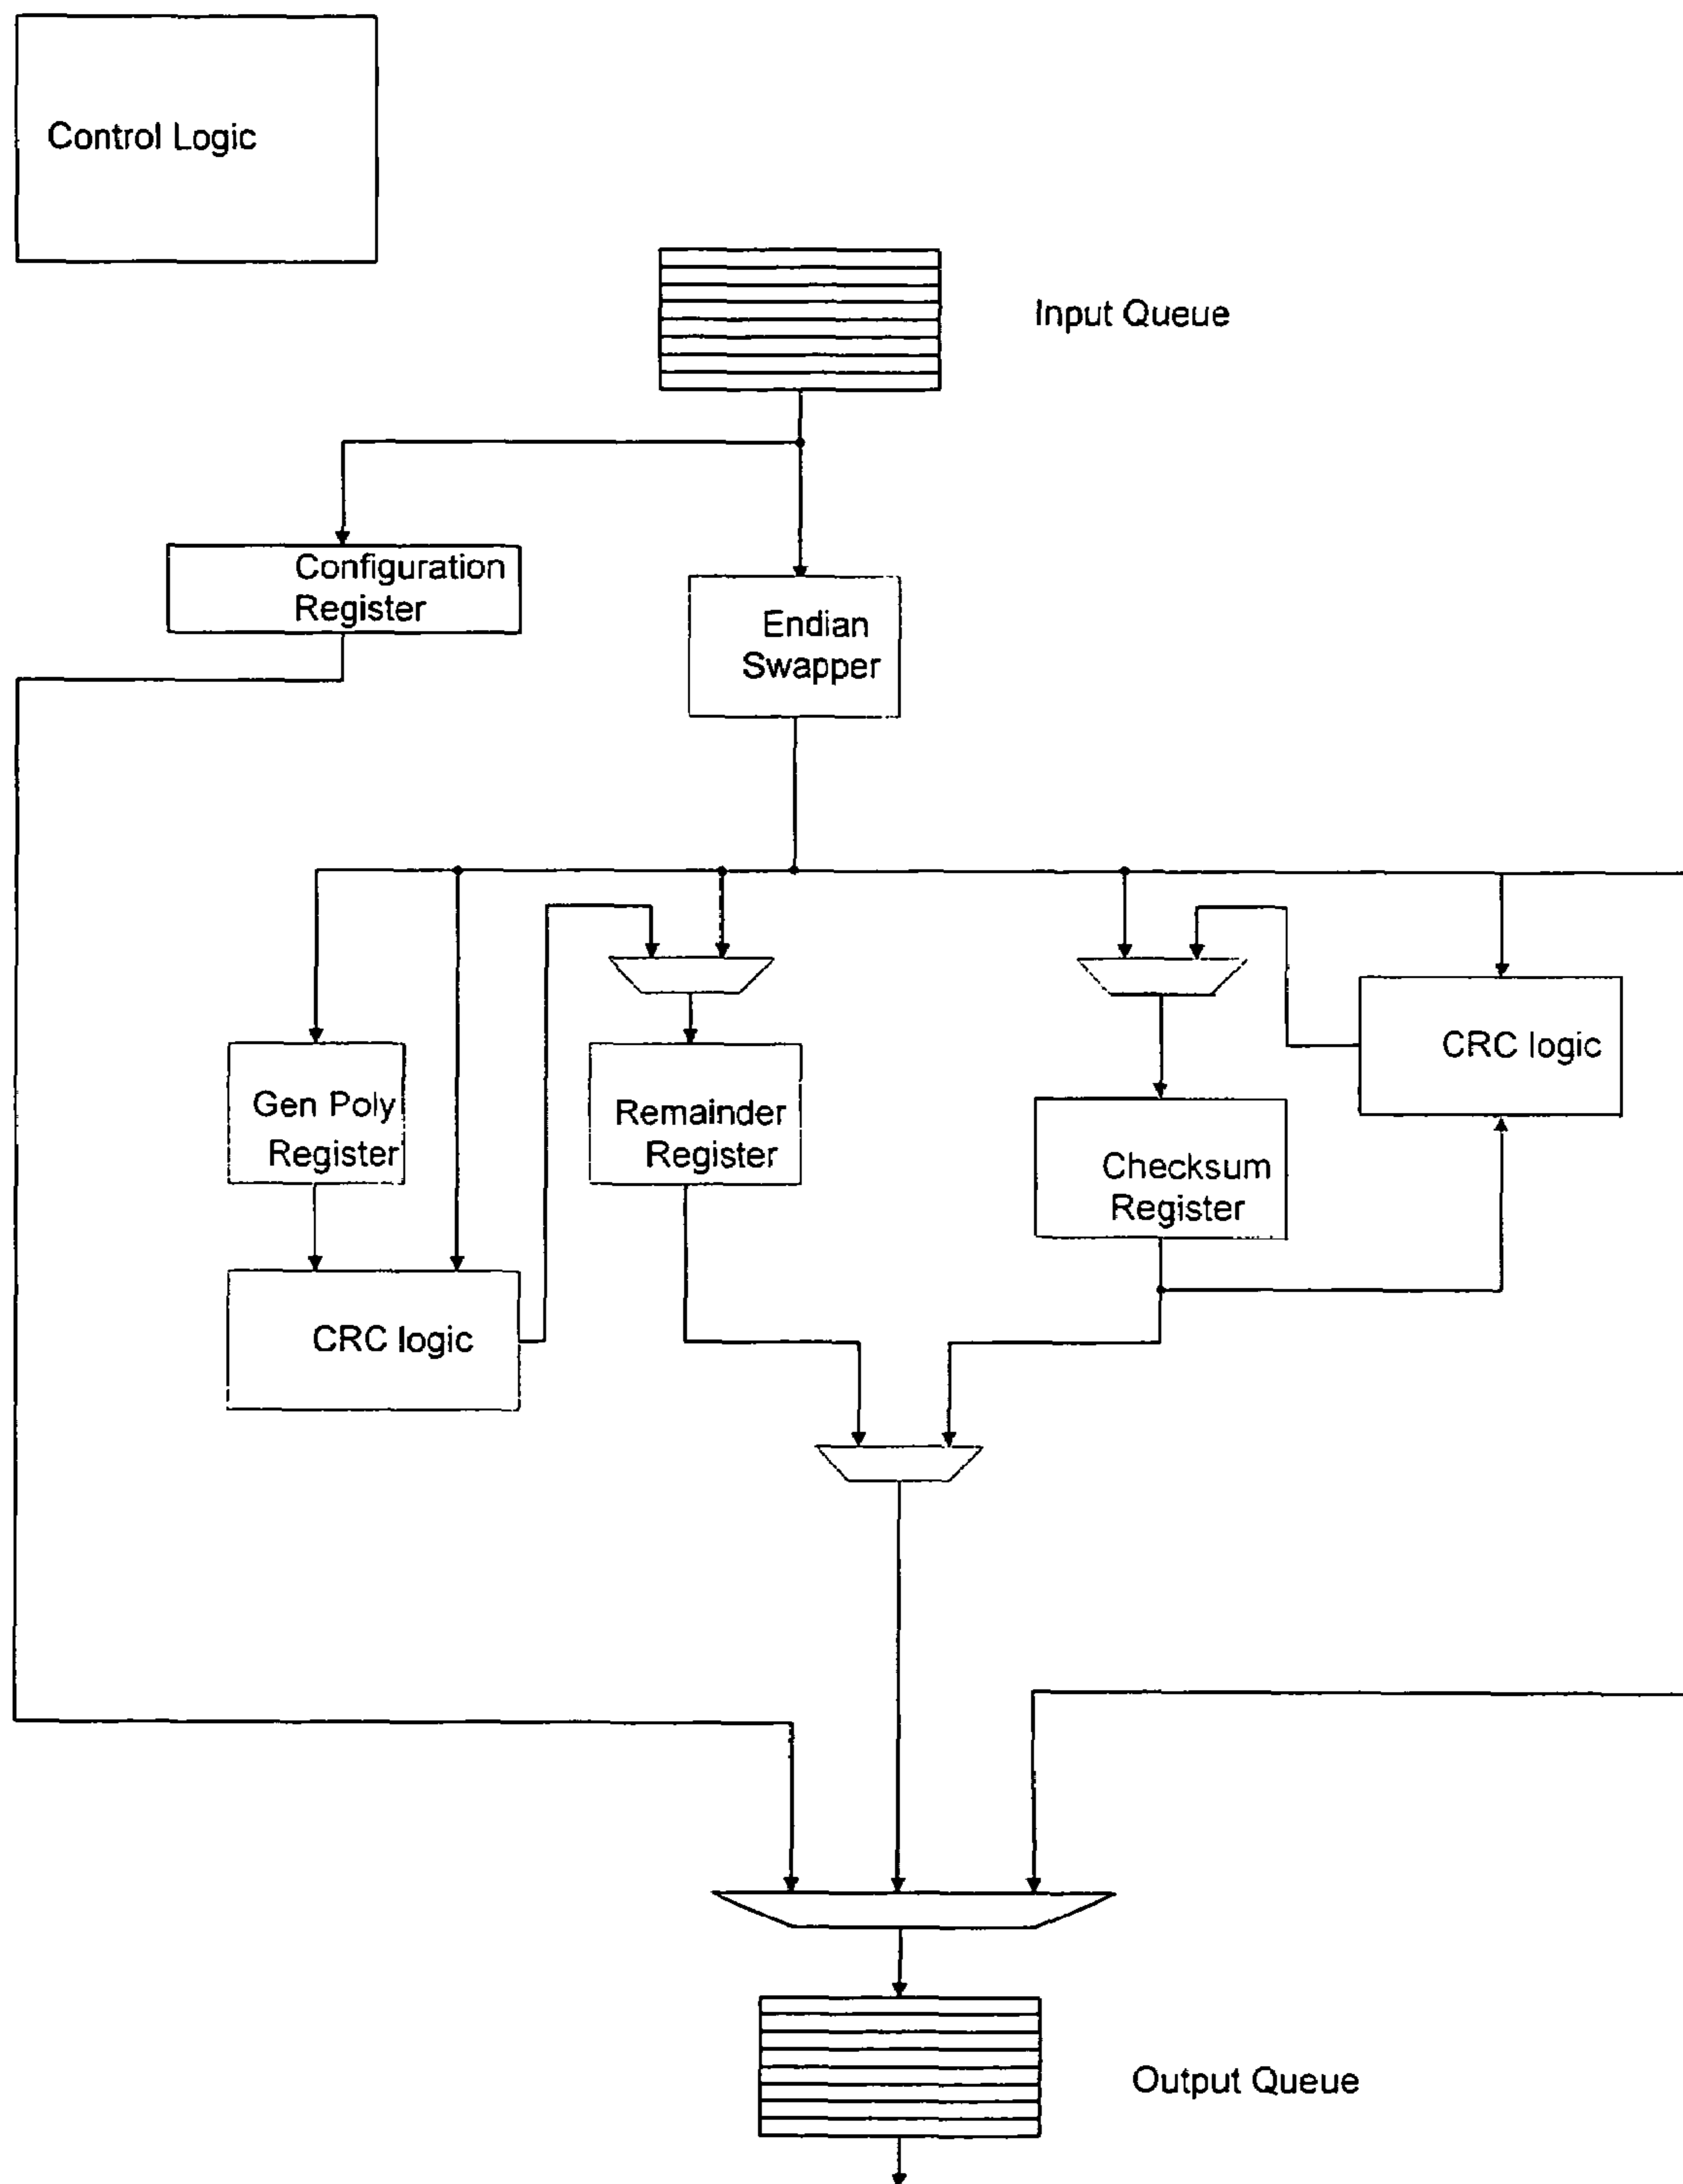 Control Logic
Input Queue
Configuration
Register
Endian
Swapper
CRC logic
Gen Poly
Register
Remainder
Register
Checksum
Register
CRC logic
Output Queue